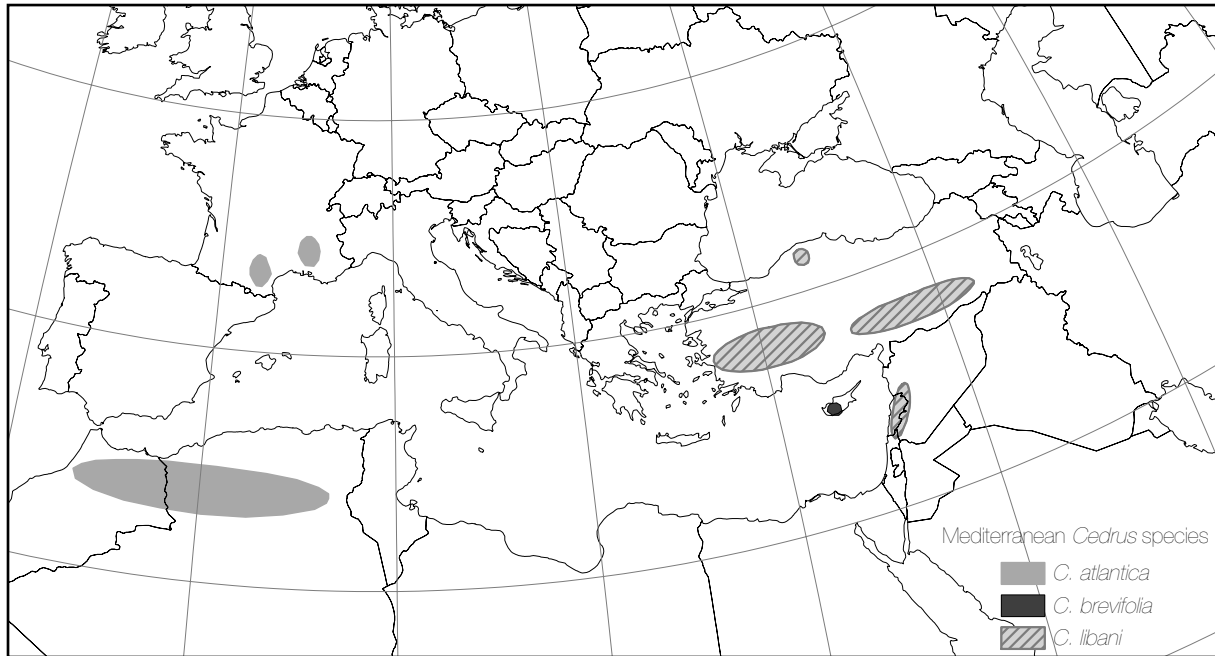 Mediterranean Cedrus species
C. atlantica
C. brevifolia
C. libani